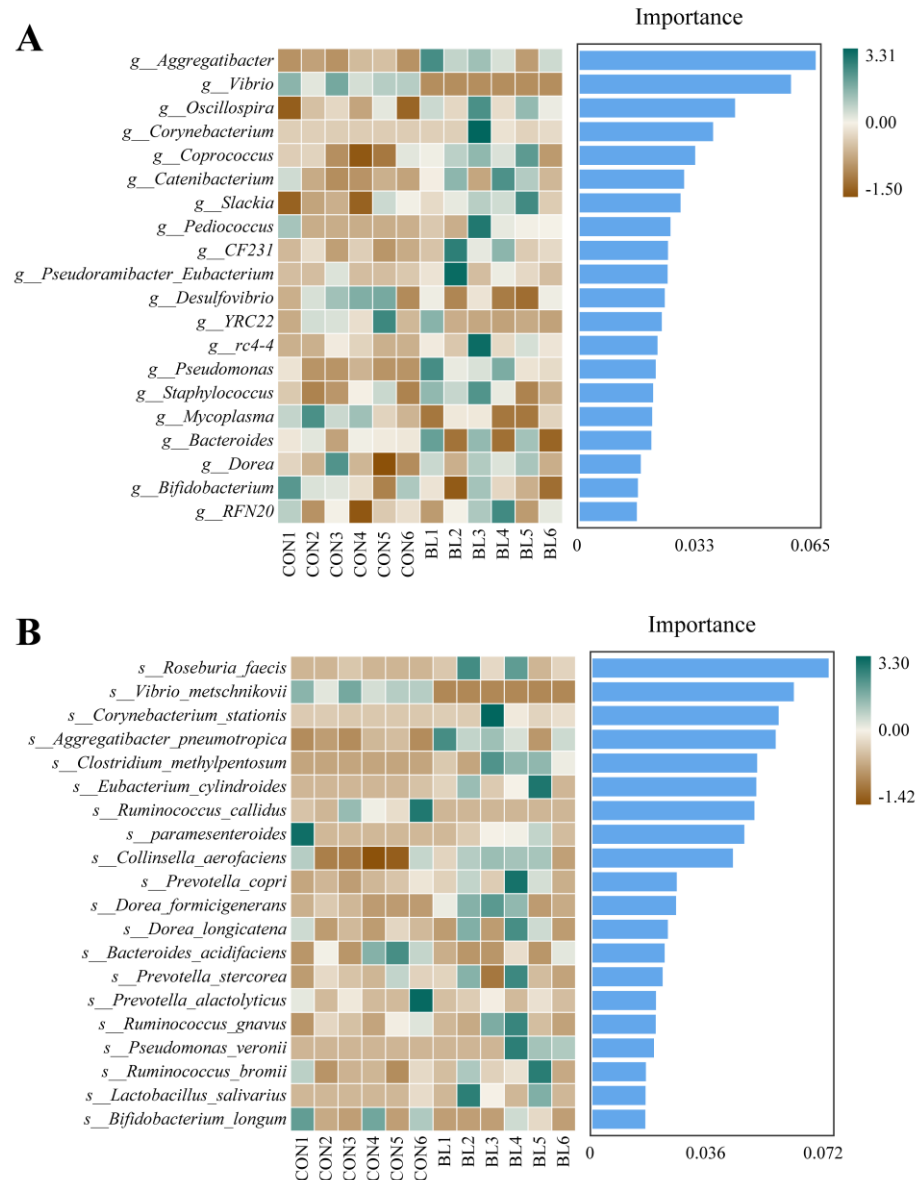 A
Importance
g__Aggregatibacter
g__Vibrio
g__Oscillospira
g__Corynebacterium
g__Coprococcus
g__Catenibacterium
g__Slackia
g__Pediococcus
g__CF231
g__Pseudoramibacter_Eubacterium
g__Desulfovibrio
g__YRC22
g__rc4-4
g__Pseudomonas
g__Staphylococcus
g__Mycoplasma
g__Bacteroides
g__Dorea
g__Bifidobacterium
g__RFN20
CON1 CON2 CON3 CON4 CON5 CON6 BL1 BL2 BL3 BL4 BL5 BL6
0 0.033 0.065
3.31
0.00
-1.50
B
Importance
s__Roseburia_faecis
s__Vibrio_metschnikovii
s__Corynebacterium_stationis
s__Aggregatibacter_pneumotropica
s__Clostridium_methylpentosum
s__Eubacterium_cylindroides
s__Ruminococcus_callidus
s__paramesenteroides
s__Collinsella_aerofaciens
s__Prevotella_copri
s__Dorea_formicigenerans
s__Dorea_longicatena
s__Bacteroides_acidifaciens
s__Prevotella_stercorea
s__Prevotella_alactolyticus
s__Ruminococcus_gnavus
s__Pseudomonas_veronii
s__Ruminococcus_bromii
s__Lactobacillus_salivarius
s__Bifidobacterium_longum
CON1 CON2 CON3 CON4 CON5 CON6 BL1 BL2 BL3 BL4 BL5 BL6
0 0.036 0.072
3.30
0.00
-1.42